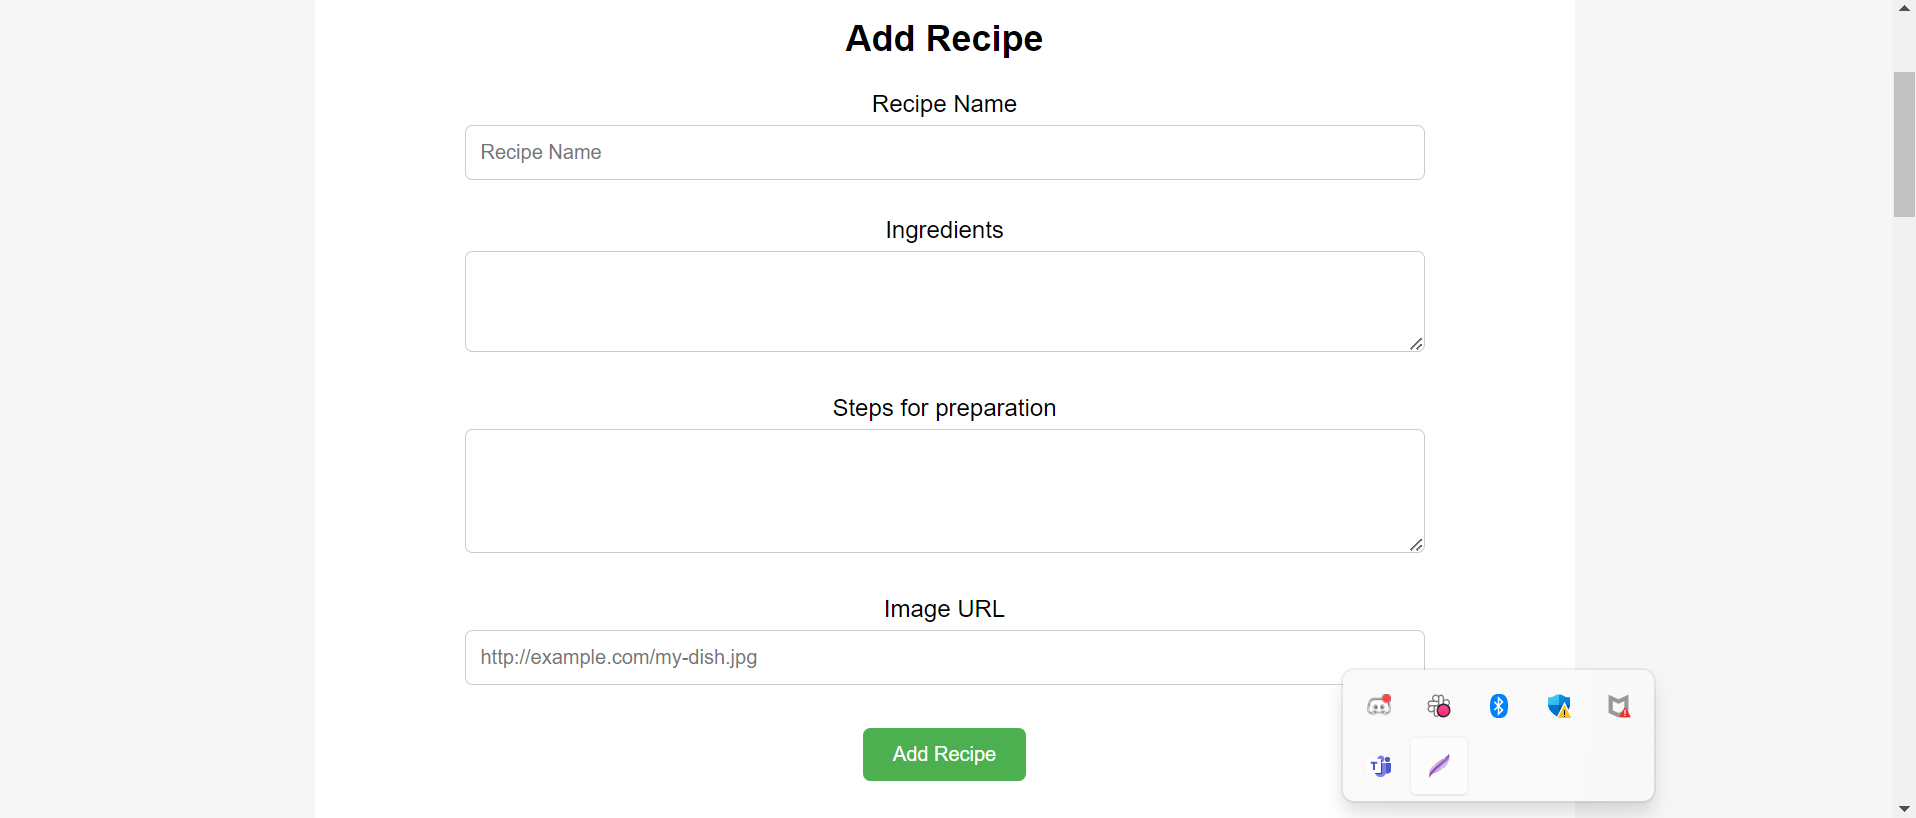 Add Recipe
Recipe Name
Recipe Name
Ingredients
Steps for preparation
Image URL
http://example.com/my-dish.jpg
Add Recipe